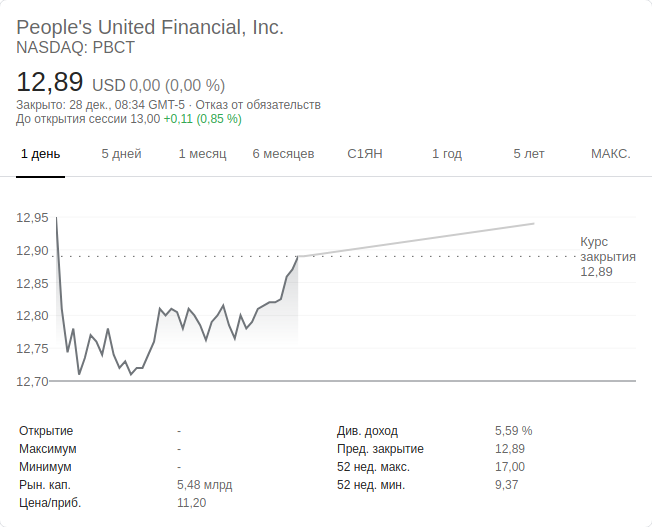 People's United Financial, Inc.
NASDAQ: PBCT
12,89 USD 0,00 (0,00 %)
Закрыто: 28 дек., 08:34 GMT-5 · Отказ от обязательств
До открытия сессии 13,00 +0,11 (0,85 %)
1 день 5 дней 1 месяц 6 месяцев С1ЯН 1 год 5 лет МАКС.
12,95
12,90
12,85
12,80
12,75
12,70
Курс
закрытия
12,89
Открытие -
Максимум -
Минимум -
Рын. кап. 5,48 млрд
Цена/приб. 11,20
Див. доход 5,59 %
Пред. закрытие 12,89
52 нед. макс. 17,00
52 нед. мин. 9,37